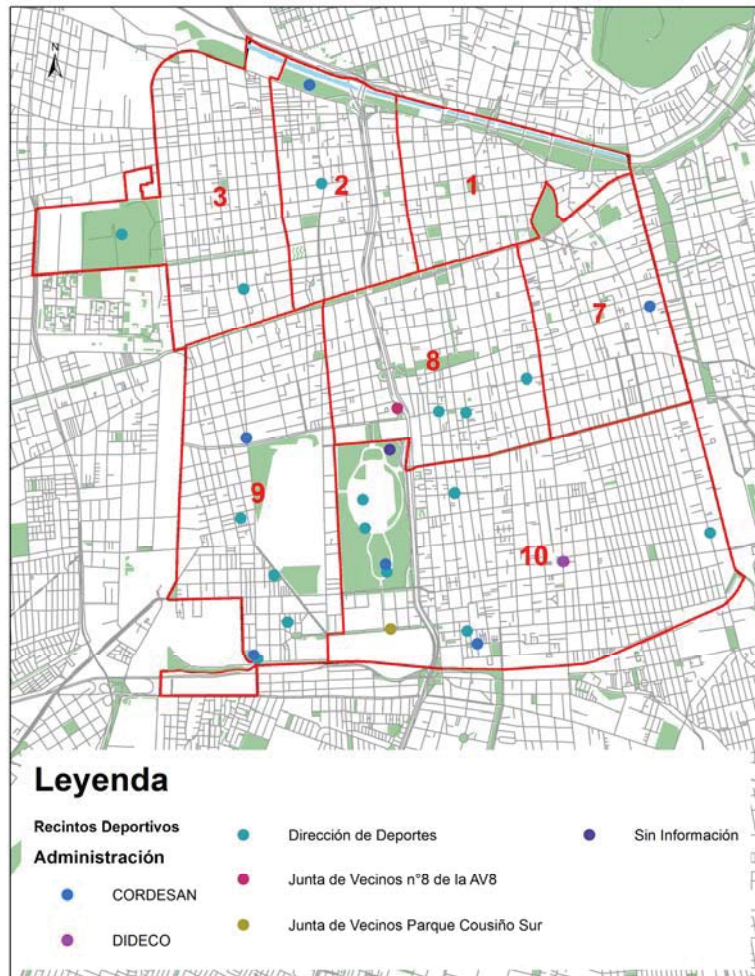 N
3
2
1
7
8
9
10
Leyenda
Recintos Deportivos
Administración
CORDESAN
DIDECO
Dirección de Deportes
Junta de Vecinos n°8 de la AV8
Junta de Vecinos Parque Cousiño Sur
Sin Información